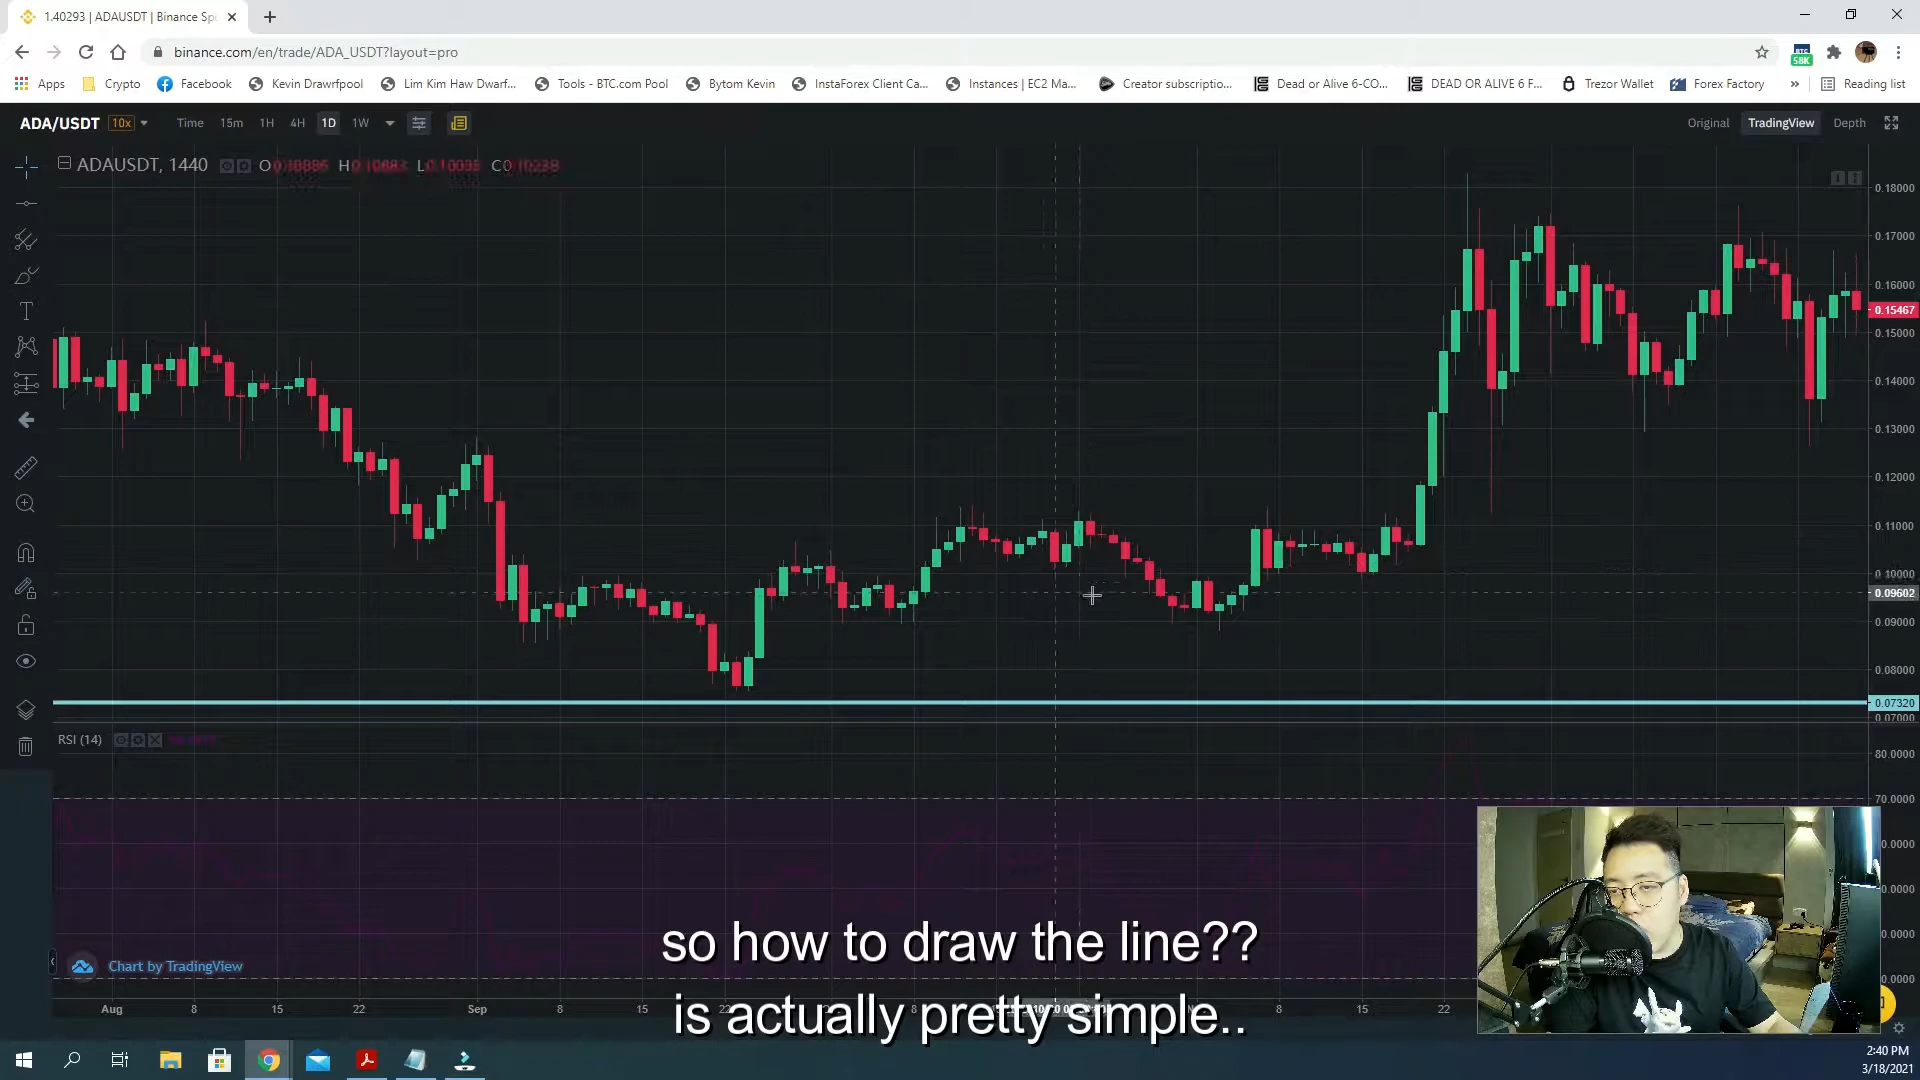 1.40293 | ADAUSDT | Binance Sp
binance.com/en/trade/ADA_USDT?layout=pro
BTC
58K
Apps
Crypto
Facebook
Kevin Drawrfpool
Lim Kim Haw Dwarf...
Tools - BTC.com Pool
Bytom Kevin
InstaForex Client Ca...
Instances | EC2 Ma...
Creator subscriptio...
Dead or Alive 6-CO...
DEAD OR ALIVE 6 F...
Trezor Wallet
Forex Factory
»
Reading list
ADA/USDT 10x
Time 15m 1H 4H 1D 1W
Original TradingView Depth
ADAUSDT, 1440 O H L C
0.18000
0.17000
0.16000
0.15467
0.15000
0.14000
0.13000
0.12000
0.11000
0.10000
0.09602
0.09000
0.08000
0.07320
0.07000
RSI (14)
80.0000
70.0000
so how to draw the line??
is actually pretty simple..
Chart by TradingView
Aug 8 15 22 Sep 8 15 8 15 22
2:40 PM
3/18/2021